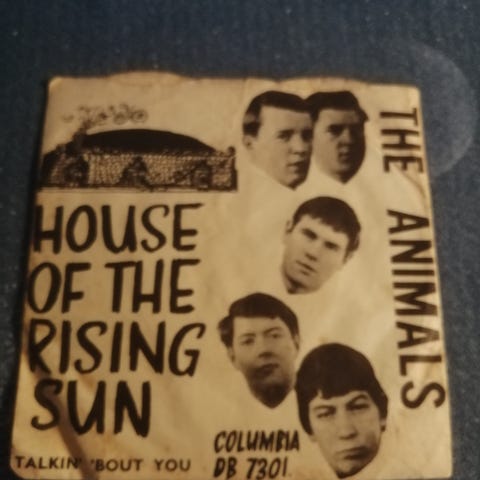 HOUSE
OF THE
RISING
SUN
TALKIN' 'BOUT YOU
THE ANIMALS
COLUMBIA
DB 7301.